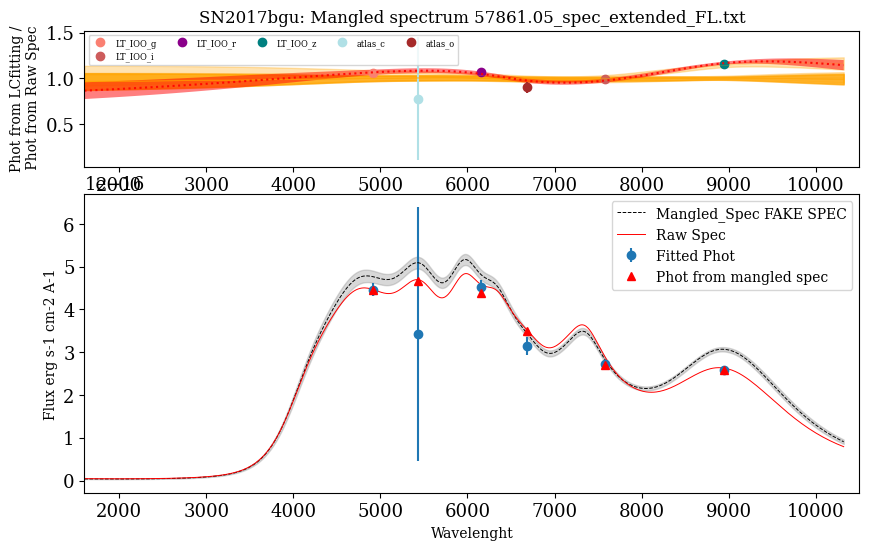 SN2017bgu: Mangled spectrum 57861.05_spec_extended_FL.txt
Phot from LCfitting /
Phot from Raw Spec
1.5
1.0
0.5
LT_IOO_g
LT_IOO_i
LT_IOO_r
LT_IOO_z
atlas_c
atlas_o
2000 3000 4000 5000 6000 7000 8000 9000 10000
1e−16
Flux erg s-1 cm-2 A-1
6
5
4
3
2
1
0
Mangled_Spec FAKE SPEC
Raw Spec
Fitted Phot
Phot from mangled spec
2000 3000 4000 5000 6000 7000 8000 9000 10000
Wavelenght